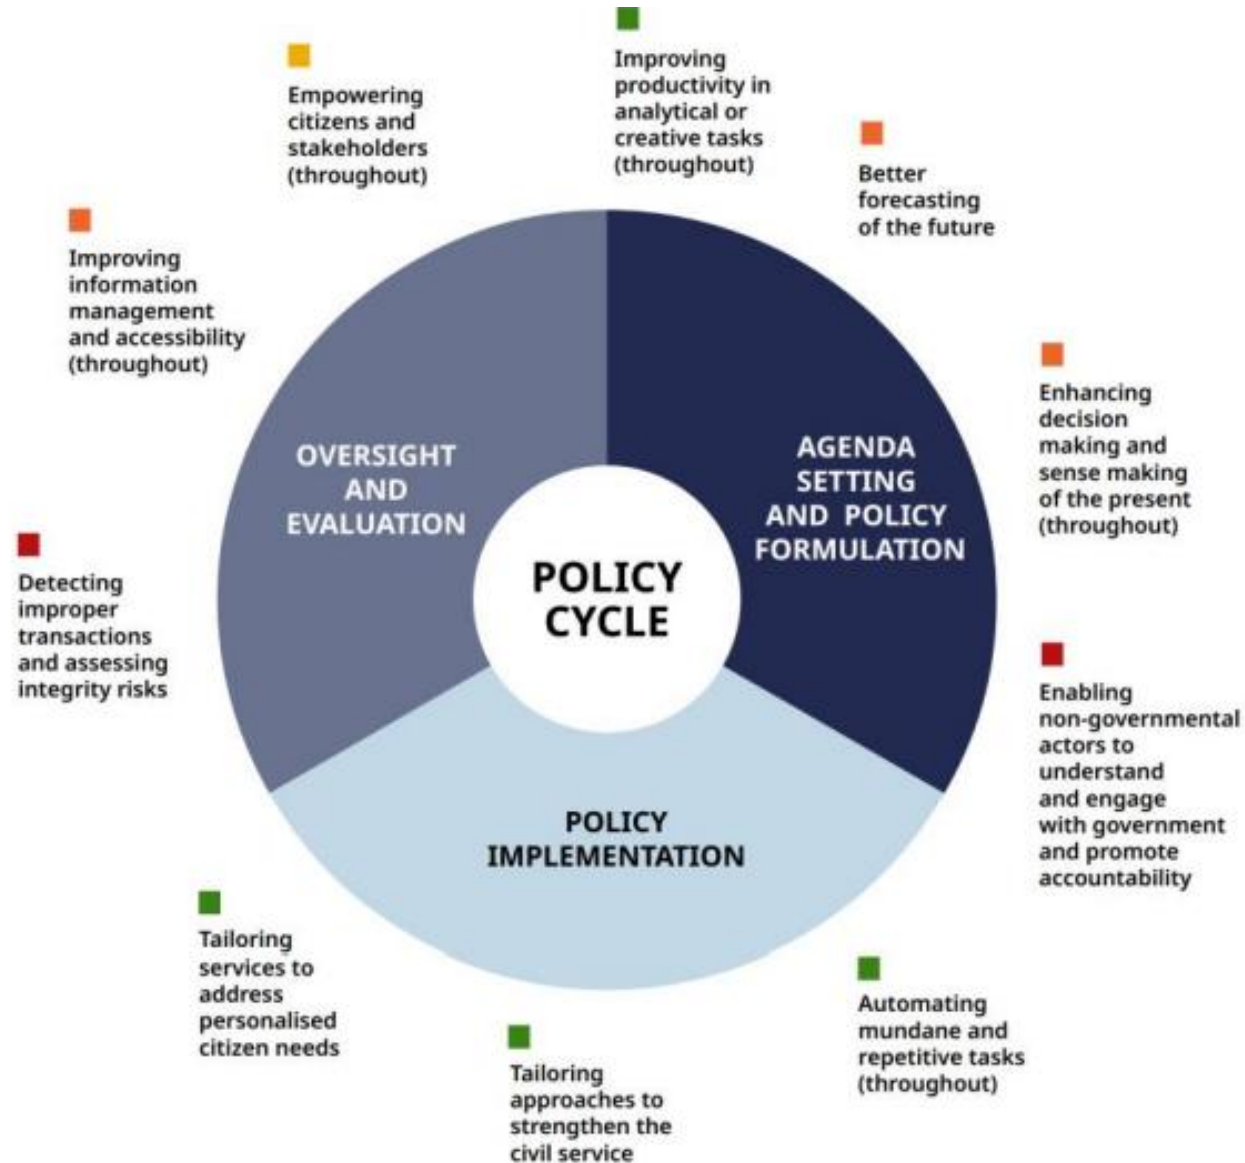 Improving
productivity in
analytical or
creative tasks
(throughout)
Better
forecasting
of the future
Enhancing
decision
making and
sense making
of the present
(throughout)
Enabling
non-governmental
actors to
understand
and engage
with government
and promote
accountability
Automating
mundane and
repetitive tasks
(throughout)
Tailoring
approaches to
strengthen the
civil service
Tailoring
services to
address
personalised
citizen needs
Detecting
improper
transactions
and assessing
integrity risks
Improving
information
management
and accessibility
(throughout)
Empowering
citizens and
stakeholders
(throughout)
OVERSIGHT
AND
EVALUATION
AGENDA
SETTING
AND POLICY
FORMULATION
POLICY
CYCLE
POLICY
IMPLEMENTATION